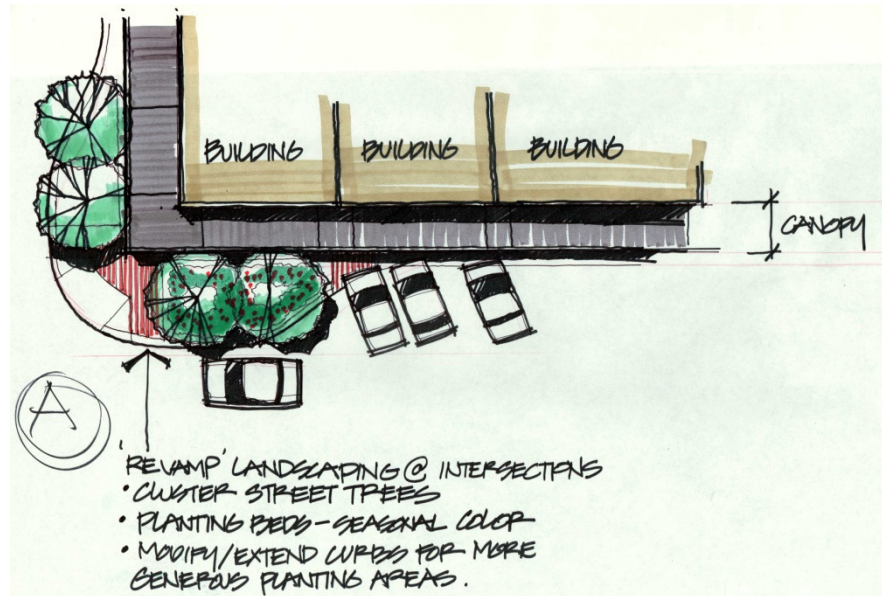 BUILDING BUILDING BUILDING
CANOPY
A
'REVAMP' LANDSCAPING @ INTERSECTIONS
• CLUSTER STREET TREES
• PLANTING BEDS - SEASONAL COLOR
• MODIFY/EXTEND CURBS FOR MORE
GENEROUS PLANTING AREAS.